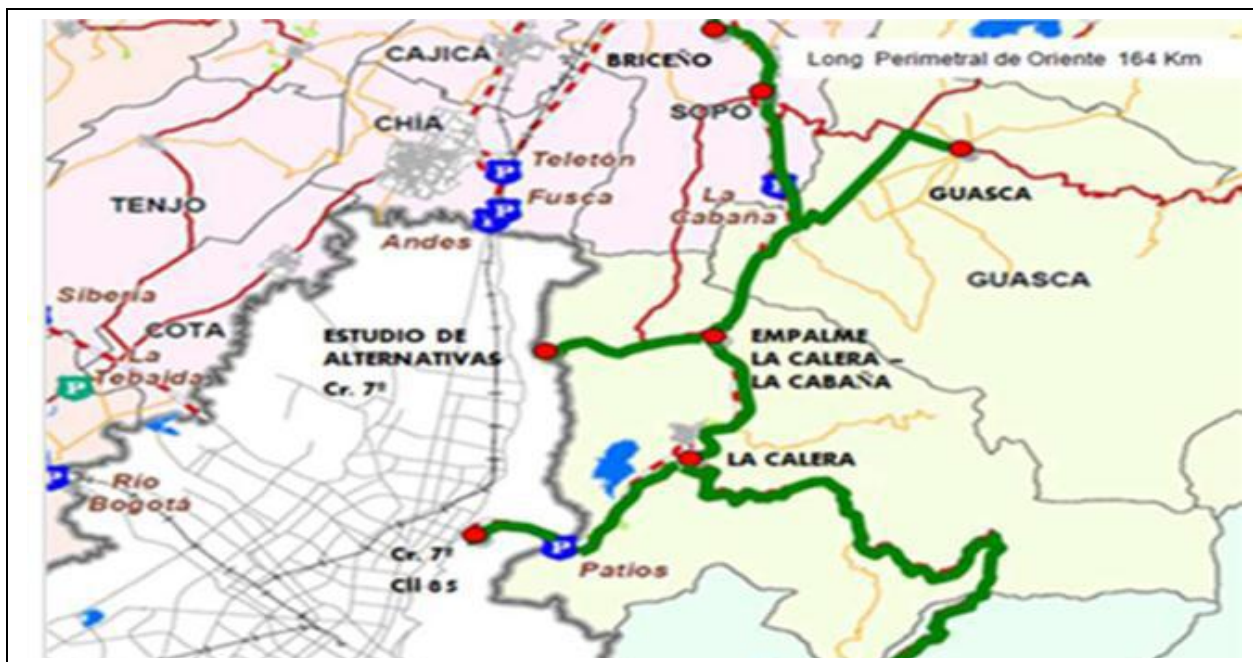 CAJICA
BRICEÑO
Long Perimetral de Oriente 164 Km
SOPO
CHÍA
Teletón
Fusca
La
Cabaña
GUASCA
TENJO
Andes
GUASCA
Siberia
COTA
La
Tebaida
ESTUDIO DE
ALTERNATIVAS
Cr. 7ª
EMPALME
LA CALERA –
LA CABAÑA
LA CALERA
Río
Bogotá
Cr. 7ª
Cll 85
Patios
P
P
P
P
P
P
P